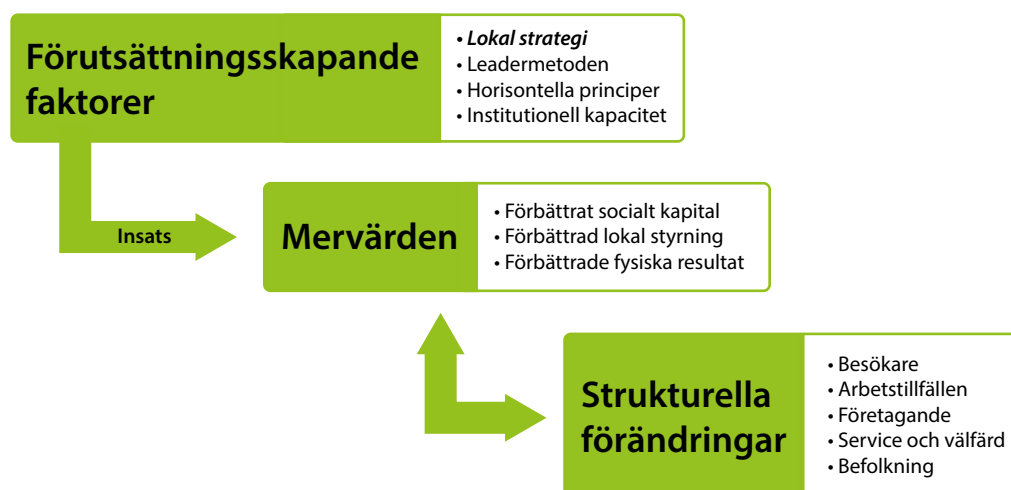 Förutsättningsskapande
faktorer
• Lokal strategi
• Leadermetoden
• Horisontella principer
• Institutionell kapacitet
Insats
Mervärden
• Förbättrat socialt kapital
• Förbättrad lokal styrning
• Förbättrade fysiska resultat
Strukturella
förändringar
• Besökare
• Arbetstillfällen
• Företagande
• Service och välfärd
• Befolkning